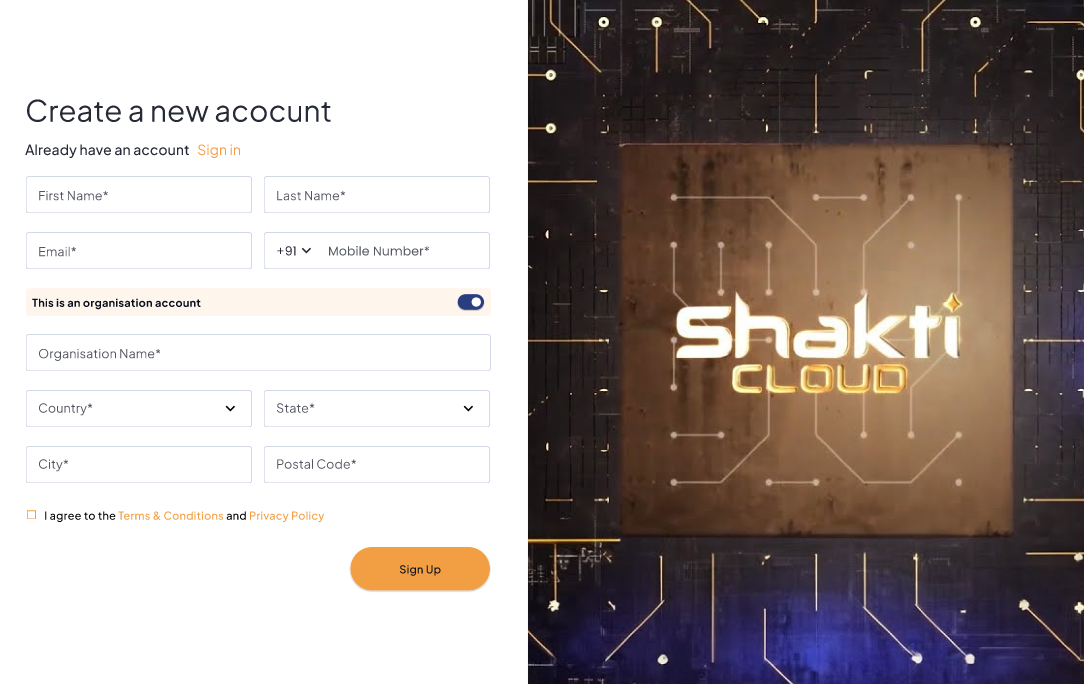 Create a new acocunt
Already have an account Sign in
First Name*
Last Name*
Email*
+91
Mobile Number*
This is an organisation account
Organisation Name*
Country*
State*
City*
Postal Code*
I agree to the Terms & Conditions and Privacy Policy
Sign Up
Shakti
CLOUD